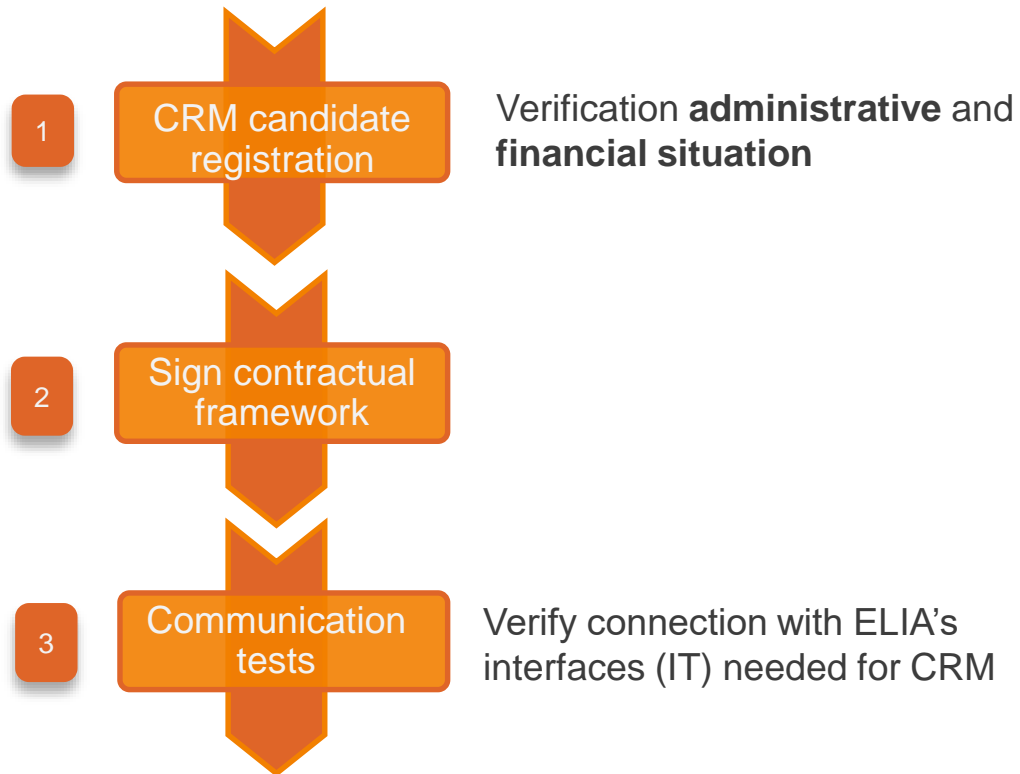 1
CRM candidate
registration
Verification administrative and
financial situation
2
Sign contractual
framework
3
Communication
tests
Verify connection with ELIA’s
interfaces (IT) needed for CRM